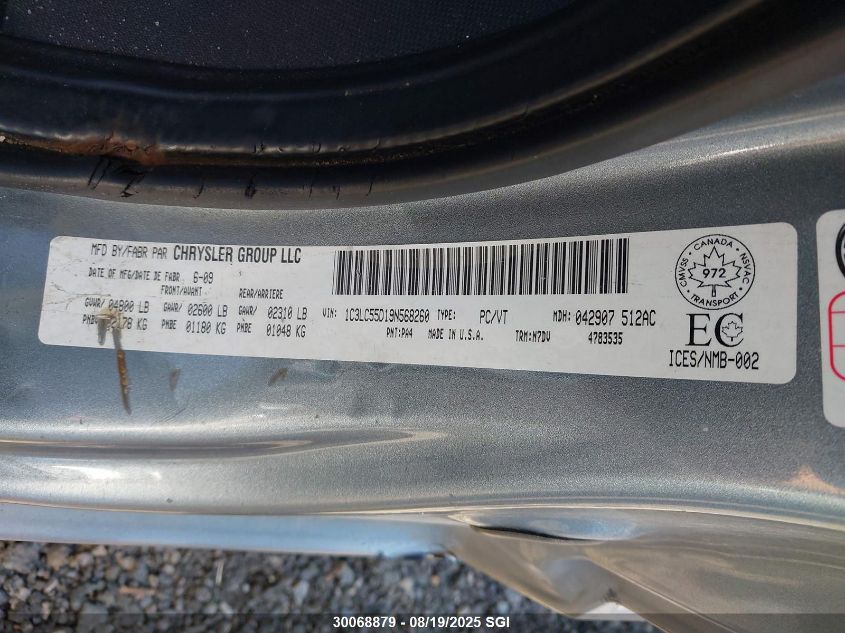 MFD BY/FABR PAR CHRYSLER GROUP LLC
DATE OF MFG/DATE DE FABR. 6-09
FRONT/AVANT REAR/ARRIERE
GVWR/ 04800 LB GAWR/ 02600 LB GAWR/ 02310 LB
PNBE 01180 KG PNBE 01048 KG
VIN: 1C3LC55D19N568260 TYPE: PC/VT MDH: 042907 512AC
PNT:PA4 MADE IN U.S.A. TRM:M7DV 4783535
CANADA
CMVSS NSVAC
972
TRANSPORT
EC
ICES/NMB-002
30068879 - 08/19/2025 SGI